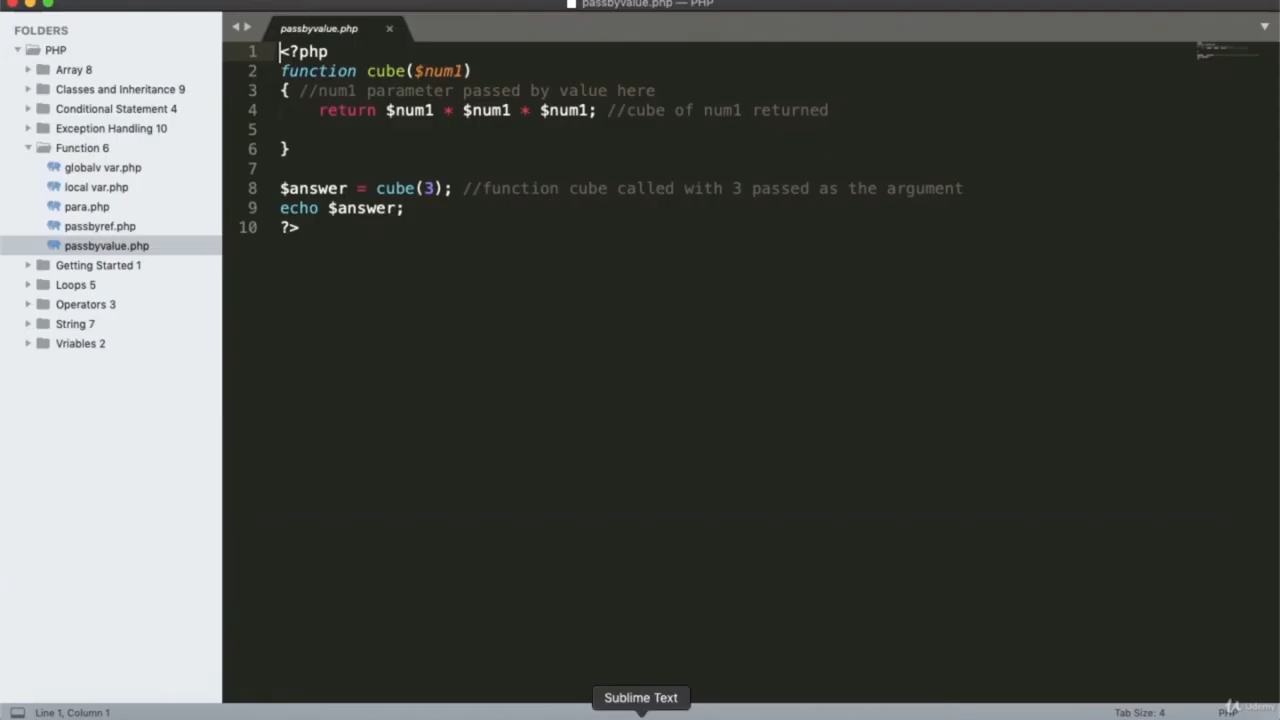 passbyvalue.php — PHP
FOLDERS
PHP
Array 8
Classes and Inheritance 9
Conditional Statement 4
Exception Handling 10
Function 6
globalv var.php
local var.php
para.php
passbyref.php
passbyvalue.php
Getting Started 1
Loops 5
Operators 3
String 7
Vriables 2
passbyvalue.php ×
1 <?php
2 function cube($num1)
3 { //num1 parameter passed by value here
4 return $num1 * $num1 * $num1; //cube of num1 returned
5
6 }
7
8 $answer = cube(3); //function cube called with 3 passed as the argument
9 echo $answer;
10 ?>
Sublime Text
Line 1, Column 1
Tab Size: 4
PHP
Udemy